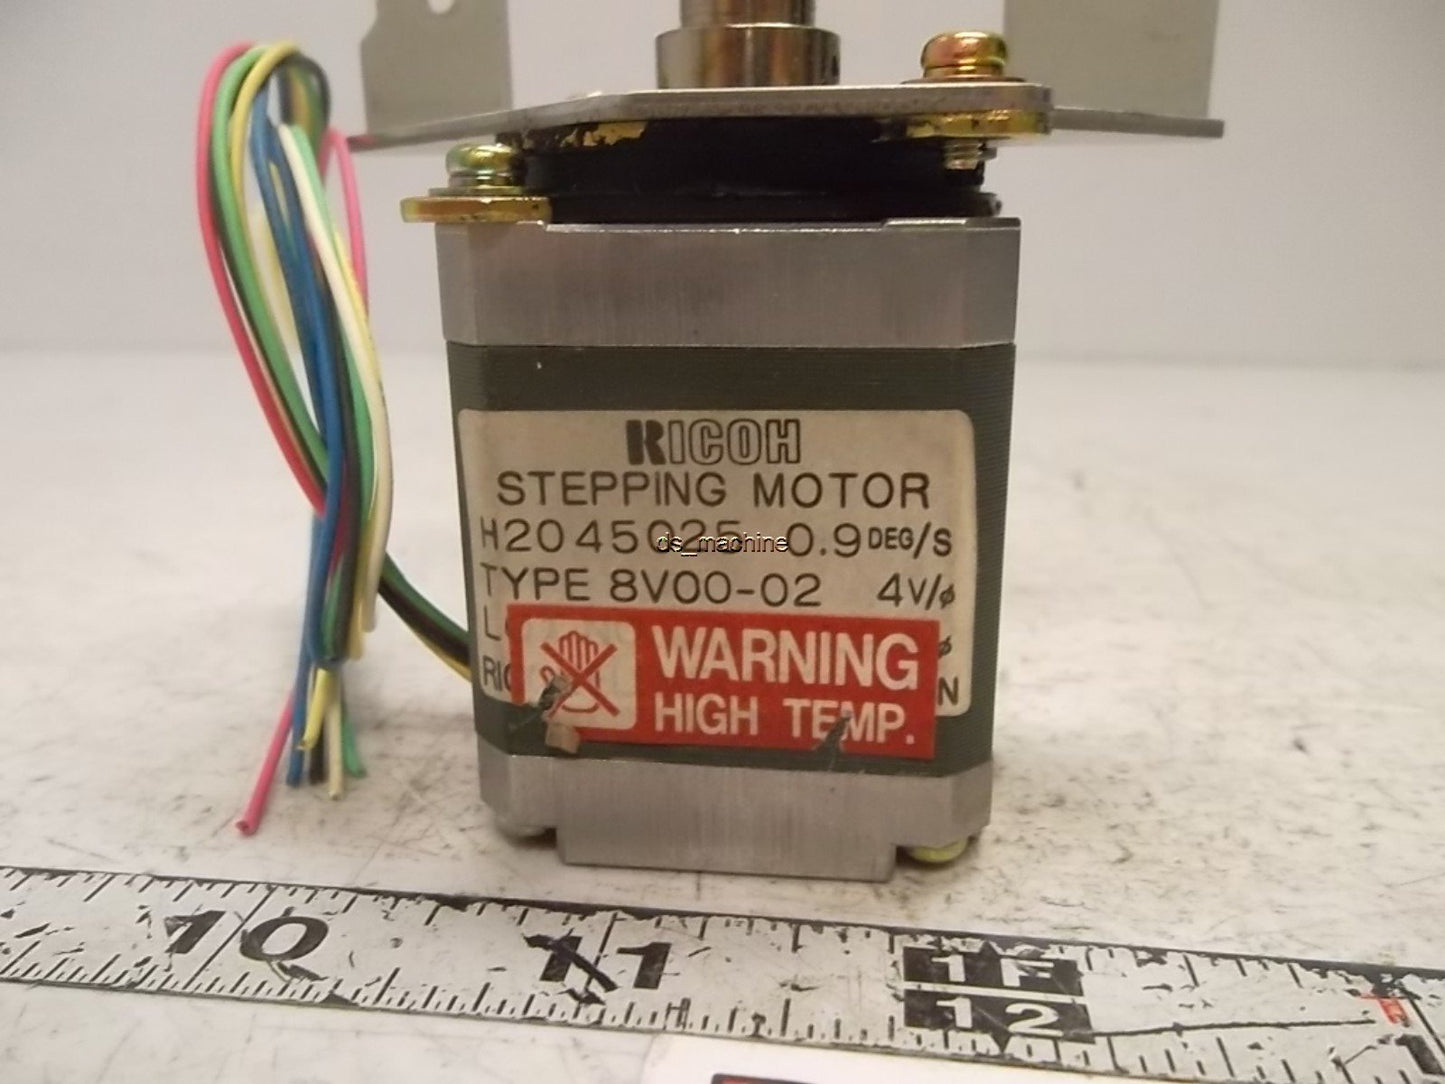 RICOH
STEPPING MOTOR
H2045025 0.9 DEG/S
ds_machine
TYPE 8V00-02 4V/ø
WARNING
HIGH TEMP.
10 11 1F
12
1